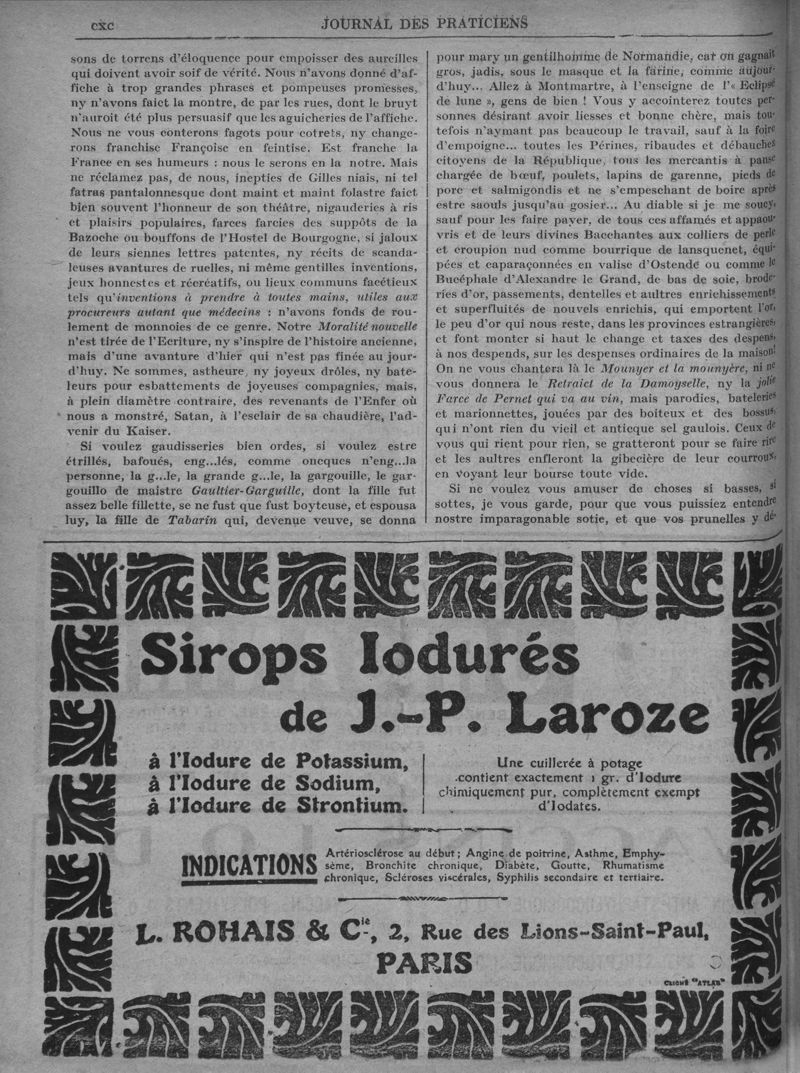 cxc
JOURNAL DES PRATICIENS
sons de torrens d'éloquence pour empoisser des aureilles
qui doivent avoir soif de vérité. Nous n'avons donné d'af-
fiche à trop grandes phrases et pompeuses promesses,
ny n'avons faict la montre, de par les rues, dont le bruyt
n'auroit été plus persuasif que les aguicheries de l'affiche.
Nous ne vous conterons fagots pour cotrets, ny change-
rons franchise Françoise en feintise. Est franche la
France en ses humeurs : nous le serons en la notre. Mais
ne réclamez pas, de nous, inepties de Gilles niais, ni tel
fatras pantalonnesque dont maint et maint folastre faict
bien souvent l'honneur de son théâtre, nigauderies à ris
et plaisirs populaires, farces farcies des suppôts de la
Bazoche ou bouffons de l'Hostel de Bourgogne, si jaloux
de leurs siennes lettres patentes, ny récits de scanda-
leuses avantures de ruelles, ni même gentilles inventions,
jeux honnestes et récréatifs, ou lieux communs facétieux
tels qu'inventions à prendre à toutes mains, utiles aux
procureurs autant que médecins : n'avons fonds de rou-
lement de monnoies de ce genre. Notre Moralité nouvelle
n'est tirée de l'Ecriture, ny s'inspire de l'histoire ancienne,
mais d'une avanture d'hier qui n'est pas finée au jour-
d'huy. Ne sommes, astheure, ny joyeux drôles, ny bate-
leurs pour esbattements de joyeuses compagnies, mais,
à plein diamètre contraire, des revenants de l'Enfer où
nous a monstré, Satan, à l'esclair de sa chaudière, l'ad-
venir du Kaiser.
Si voulez gaudisseries bien ordes, si voulez estre
étrillés, bafoués, eng...lés, comme oncques n'eng...la
personne, la g...le, la grande g...le, la gargouille, le gar-
gouillo de maistre Gaultier-Garguille, dont la fille fut
assez belle fillette, se ne fust que fust boyteuse, et espousa
luy, la fille de Tabarin qui, devenue veuve, se donna
pour mary un gentilhomme de Normandie, car on gagnait
gros, jadis, sous le masque et la farine, comme aujour-
d'huy... Allez à Montmartre, à l'enseigne de l'« Eclipse
de lune », gens de bien ! Vous y accointerez toutes per-
sonnes désirant avoir liesses et bonne chère, mais tou-
tefois n'aymant pas beaucoup le travail, sauf à la foire
d'empoigne... toutes les Pérines, ribaudes et débauches
citoyens de la République, tous les mercantis à panse
chargée de bœuf, poulets, lapins de garenne, pieds de
porc et salmigondis et ne s'empeschant de boire après
estre saouls jusqu'au gosier... Au diable si je me soucy,
sauf pour les faire payer, de tous ces affamés et appaou-
vris et de leurs divines Bacchantes aux colliers de perle
et croupion nud comme bourrique de lansquenet, équi-
pées et caparaçonnées en valise d'Ostende ou comme le
Bucéphale d'Alexandre le Grand, de bas de soie, brode-
ries d'or, passements, dentelles et aultres enrichissements
et superfluités de nouvels enrichis, qui emportent l'or,
le peu d'or qui nous reste, dans les provinces estrangières,
et font monter si haut le change et taxes des despens,
à nos despends, sur les despenses ordinaires de la maison!
On ne vous chantera là le Mounyer et la mounyère, ni ne
vous donnera le Retraict de la Damoyselle, ny la jolie
Farce de Pernet qui va au vin, mais parodies, bateleries
et marionnettes, jouées par des boiteux et des bossus,
qui n'ont rien du vieil et anticque sel gaulois. Ceux de
vous qui rient pour rien, se gratteront pour se faire rire
et les aultres enfleront la gibecière de leur courroux,
en voyant leur bourse toute vide.
Si ne voulez vous amuser de choses si basses, si
sottes, je vous garde, pour que vous puissiez entendre
nostre imparagonable sotie, et que vos prunelles y dé-
Sirops Iodurés
de J.-P. Laroze
à l'Iodure de Potassium,
à l'Iodure de Sodium,
à l'Iodure de Strontium.
Une cuillerée à potage
contient exactement 1 gr. d'Iodure
chimiquement pur, complètement exempt
d'Iodates.
INDICATIONS
Artériosclérose au début ; Angine de poitrine, Asthme, Emphy-
sème, Bronchite chronique, Diabète, Goutte, Rhumatisme
chronique, Scléroses viscérales, Syphilis secondaire et tertiaire.
L. ROHAIS & Cie, 2, Rue des Lions-Saint-Paul,
PARIS
CLICHÉ "ATLAS"